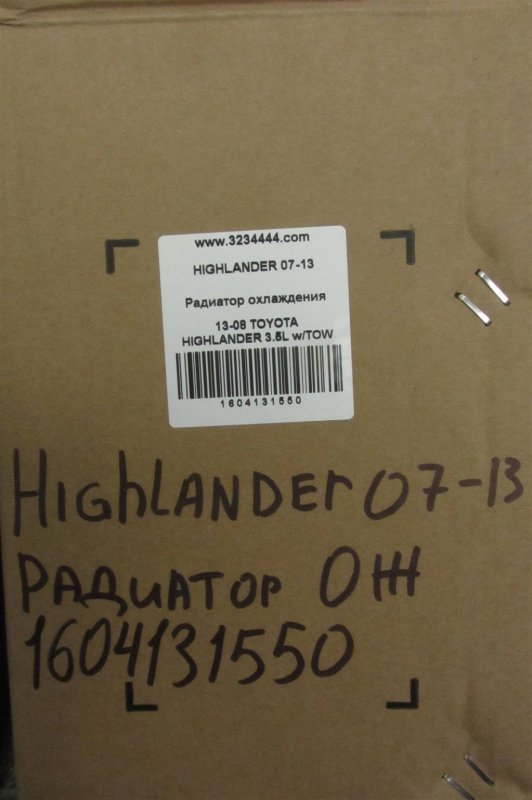 www.3234444.com
HIGHLANDER 07-13
Радиатор охлаждения
13-08 TOYOTA
HIGHLANDER 3.5L w/TOW
1604131550
HighLANDEr 07-13
РАДИАТОР ОЖ
1604131550